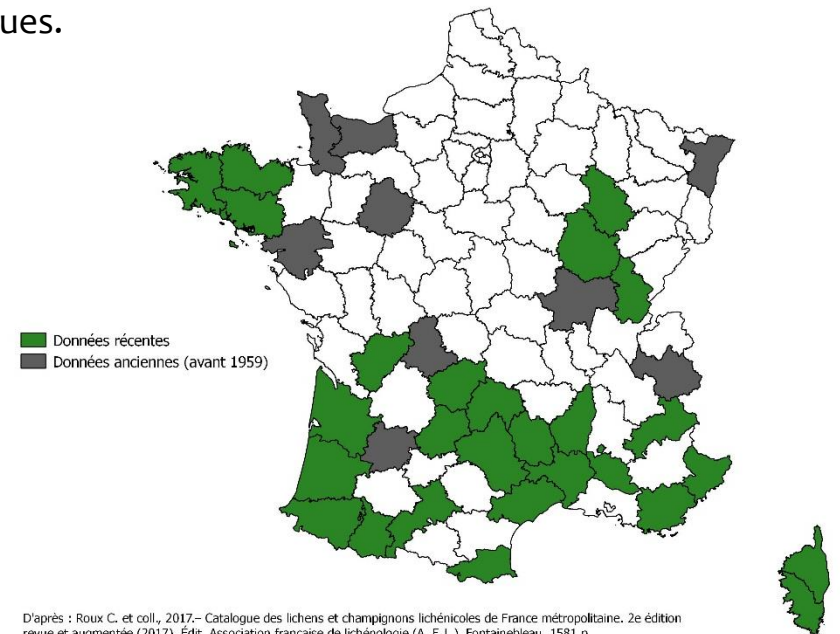 ues.
Données récentes
Données anciennes (avant 1959)
D'après : Roux C. et coll., 2017.– Catalogue des lichens et champignons lichénicoles de France métropolitaine. 2e édition
revue et augmentée (2017). Édit. Association française de lichénologie (A. F. L.), Fontainebleau, 1581 p.